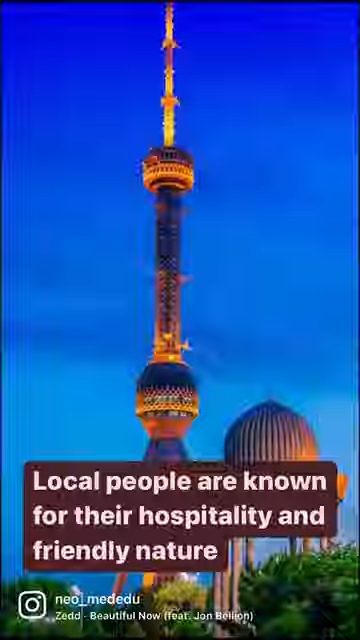 Local people are known
for their hospitality and
friendly nature
neo_mededu
Zedd · Beautiful Now (feat. Jon Bellion)